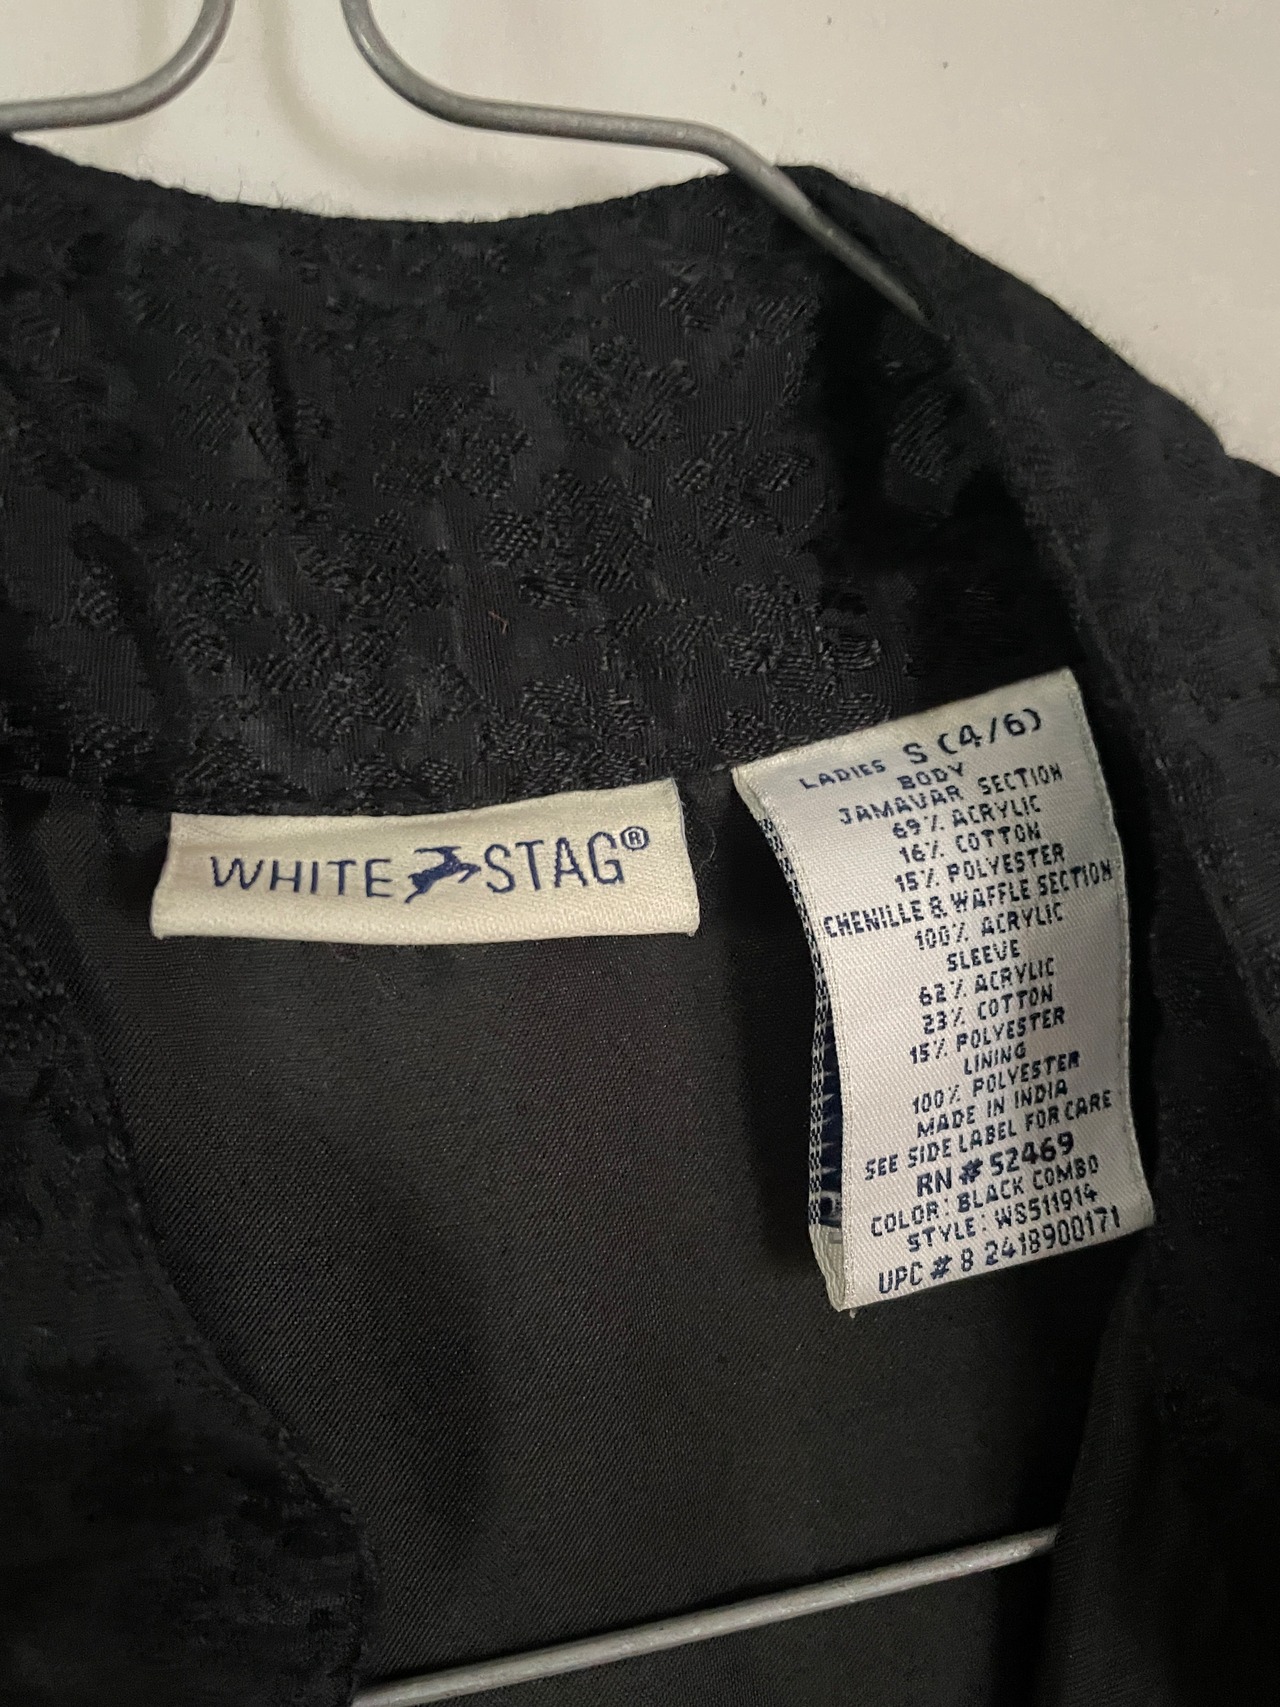 WHITE STAG®
LADIES S (4/6)
BODY
JAMAVAR SECTION
69% ACRYLIC
16% COTTON
15% POLYESTER
CHENILLE & WAFFLE SECTION
100% ACRYLIC
SLEEVE
62% ACRYLIC
23% COTTON
15% POLYESTER
LINING
100% POLYESTER
MADE IN INDIA
SEE SIDE LABEL FOR CARE
RN # 52469
COLOR: BLACK COMBO
STYLE: WS511914
UPC # 8 2418900171